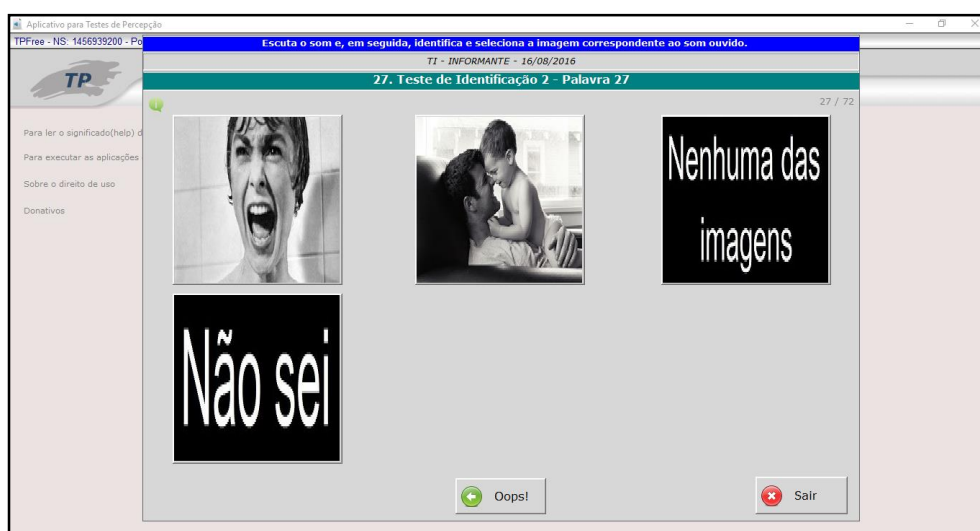 Aplicativo para Testes de Percepção
TPFree - NS: 1456939200 - Po
Escuta o som e, em seguida, identifica e seleciona a imagem correspondente ao som ouvido.
TI - INFORMANTE - 16/08/2016
TP
27. Teste de Identificação 2 - Palavra 27
27 / 72
Para ler o significado(help) d
Para executar as aplicações
Sobre o direito de uso
Donativos
Nenhuma das
imagens
Não sei
Oops!
Sair